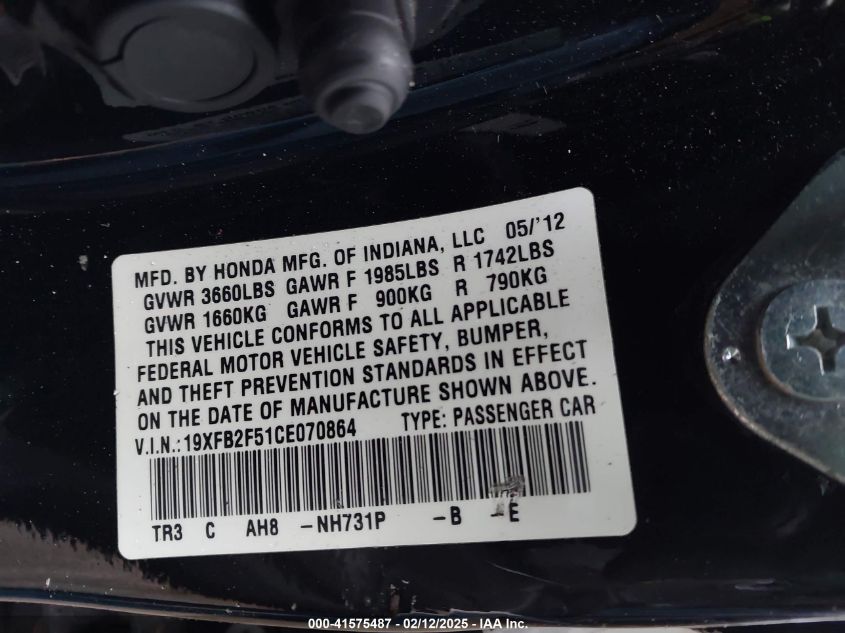 MFD. BY HONDA MFG. OF INDIANA, LLC 05/'12
GVWR 3660LBS GAWR F 1985LBS R 1742LBS
GVWR 1660KG GAWR F 900KG R 790KG
THIS VEHICLE CONFORMS TO ALL APPLICABLE
FEDERAL MOTOR VEHICLE SAFETY, BUMPER,
AND THEFT PREVENTION STANDARDS IN EFFECT
ON THE DATE OF MANUFACTURE SHOWN ABOVE.
V.I.N.:19XFB2F51CE070864 TYPE: PASSENGER CAR
TR3 C AH8 -NH731P -B -E
000-41575487 - 02/12/2025 - IAA Inc.